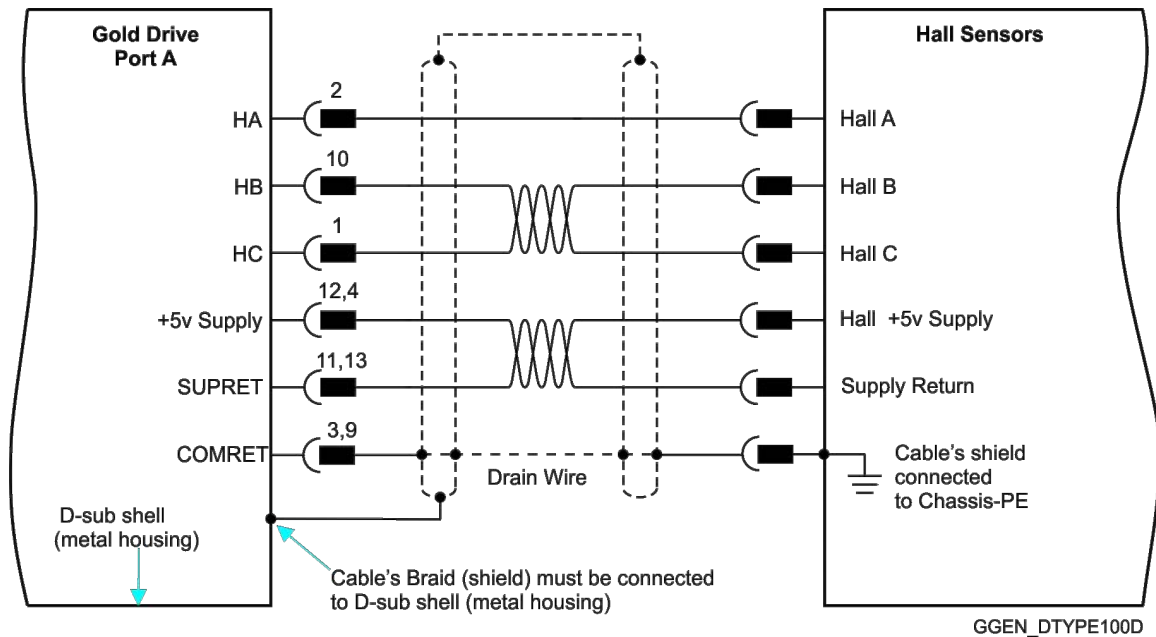 Gold Drive
Port A
Hall Sensors
2
HA
Hall A
10
HB
Hall B
1
HC
Hall C
12,4
+5v Supply
Hall +5v Supply
11,13
SUPRET
Supply Return
3,9
COMRET
Drain Wire
Cable's shield
connected
to Chassis-PE
D-sub shell
(metal housing)
Cable's Braid (shield) must be connected
to D-sub shell (metal housing)
GGEN_DTYPE100D